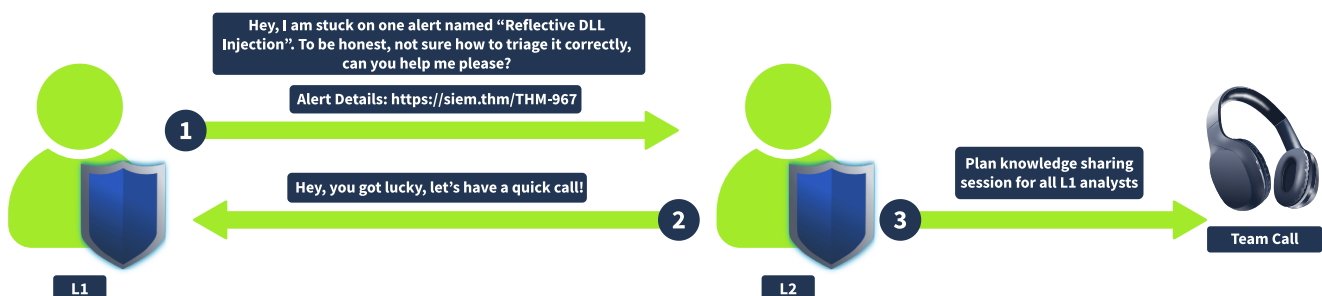 Hey, I am stuck on one alert named “Reflective DLL
Injection”. To be honest, not sure how to triage it correctly,
can you help me please?
Alert Details: https://siem.thm/THM-967
1
Hey, you got lucky, let’s have a quick call!
2
3
Plan knowledge sharing
session for all L1 analysts
Team Call
L1
L2